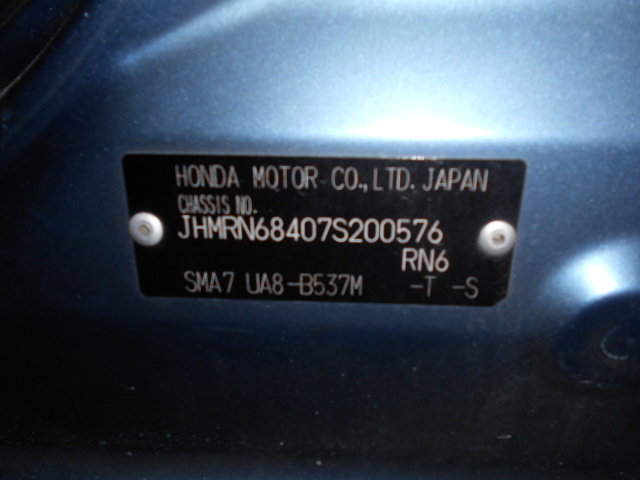 HONDA MOTOR CO.,LTD. JAPAN
CHASSIS NO.
JHMRN68407S200576
RN6
SMA7 UA8-B537M -T -S